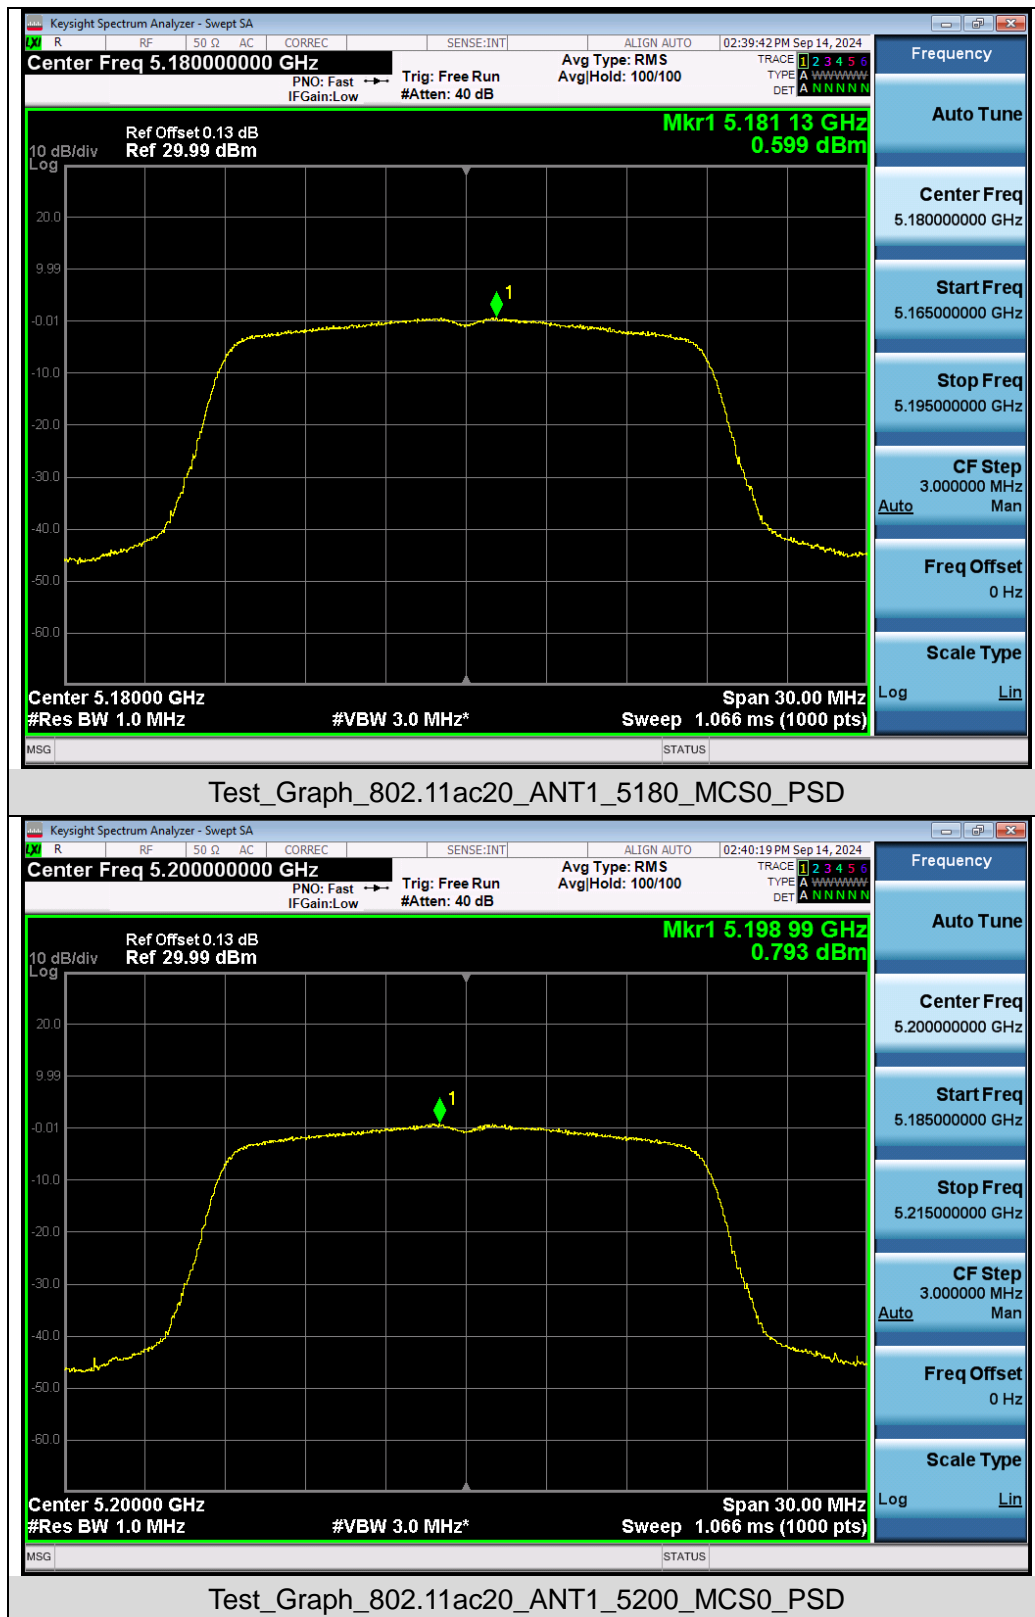 Keysight Spectrum Analyzer - Swept SA
LXI R RF 50 Ω AC CORREC SENSE:INT ALIGN AUTO 02:39:42 PM Sep 14, 2024
Center Freq 5.180000000 GHz
PNO: Fast
IFGain:Low
Trig: Free Run
#Atten: 40 dB
Avg Type: RMS
Avg|Hold: 100/100
TRACE 1 2 3 4 5 6
TYPE A WWWWW
DET A N N N N N
Frequency
Mkr1 5.181 13 GHz
0.599 dBm
Ref Offset 0.13 dB
10 dB/div Ref 29.99 dBm
Log
20.0
9.99
-0.01
-10.0
-20.0
-30.0
-40.0
-50.0
-60.0
1
Center 5.18000 GHz
Span 30.00 MHz
#Res BW 1.0 MHz
#VBW 3.0 MHz*
Sweep 1.066 ms (1000 pts)
MSG
STATUS
Auto Tune
Center Freq
5.180000000 GHz
Start Freq
5.165000000 GHz
Stop Freq
5.195000000 GHz
CF Step
3.000000 MHz
Auto Man
Freq Offset
0 Hz
Scale Type
Log Lin
Test_Graph_802.11ac20_ANT1_5180_MCS0_PSD
Keysight Spectrum Analyzer - Swept SA
LXI R RF 50 Ω AC CORREC SENSE:INT ALIGN AUTO 02:40:19 PM Sep 14, 2024
Center Freq 5.200000000 GHz
PNO: Fast
IFGain:Low
Trig: Free Run
#Atten: 40 dB
Avg Type: RMS
Avg|Hold: 100/100
TRACE 1 2 3 4 5 6
TYPE A WWWWW
DET A N N N N N
Frequency
Mkr1 5.198 99 GHz
0.793 dBm
Ref Offset 0.13 dB
10 dB/div Ref 29.99 dBm
Log
20.0
9.99
-0.01
-10.0
-20.0
-30.0
-40.0
-50.0
-60.0
1
Center 5.20000 GHz
Span 30.00 MHz
#Res BW 1.0 MHz
#VBW 3.0 MHz*
Sweep 1.066 ms (1000 pts)
MSG
STATUS
Auto Tune
Center Freq
5.200000000 GHz
Start Freq
5.185000000 GHz
Stop Freq
5.215000000 GHz
CF Step
3.000000 MHz
Auto Man
Freq Offset
0 Hz
Scale Type
Log Lin
Test_Graph_802.11ac20_ANT1_5200_MCS0_PSD